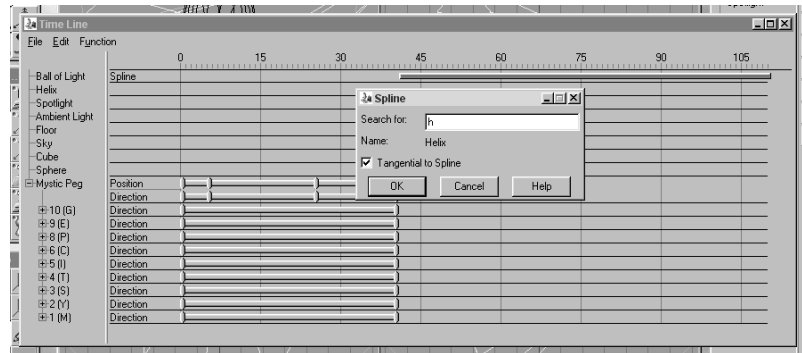 Time Line
File Edit Function
0 15 30 45 60 75 90 105
Ball of Light Spline
Helix
Spotlight
Ambient Light
Floor
Sky
Cube
Sphere
Mystic Peg Position
Direction
10 (G) Direction
9 (E) Direction
8 (P) Direction
6 (C) Direction
5 (I) Direction
4 (T) Direction
3 (S) Direction
2 (Y) Direction
1 (M) Direction
Spline
Search for: h
Name: Helix
Tangential to Spline
OK Cancel Help